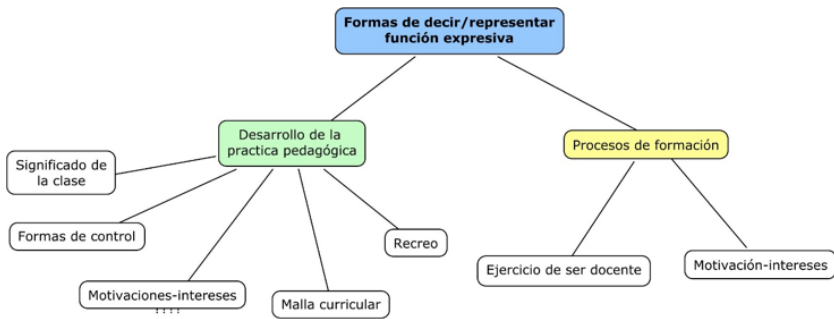 Formas de decir/representar
función expresiva
Desarrollo de la
practica pedagógica
Procesos de formación
Significado de
la clase
Formas de control
Recreo
Motivaciones-intereses
Malla curricular
Ejercicio de ser docente
Motivación-intereses